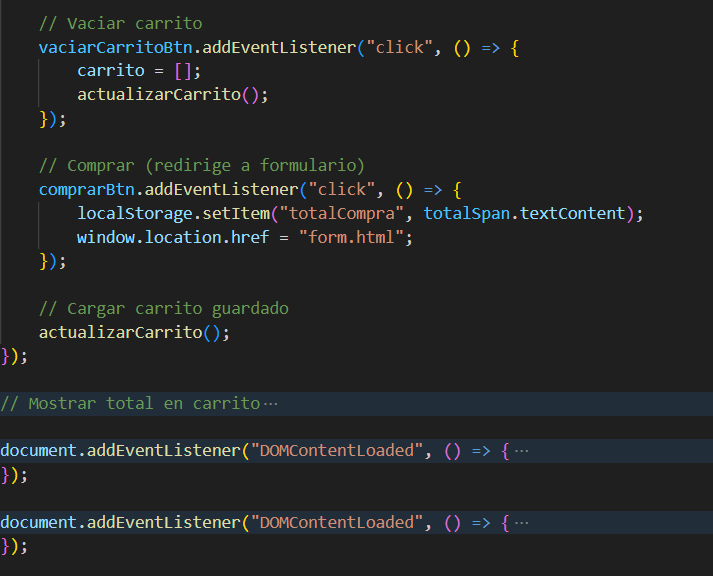 // Vaciar carrito
vaciarCarritoBtn.addEventListener("click", () => {
carrito = [];
actualizarCarrito();
});
// Comprar (redirige a formulario)
comprarBtn.addEventListener("click", () => {
localStorage.setItem("totalCompra", totalSpan.textContent);
window.location.href = "form.html";
});
// Cargar carrito guardado
actualizarCarrito();
});
// Mostrar total en carrito···
document.addEventListener("DOMContentLoaded", () => {···
});
document.addEventListener("DOMContentLoaded", () => {···
});